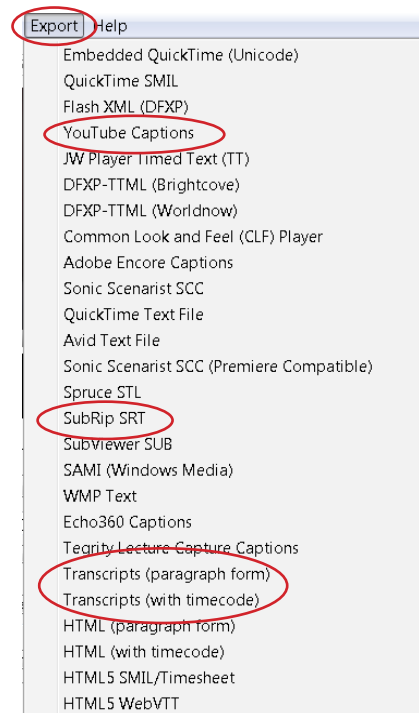 Export Help
Embedded QuickTime (Unicode)
QuickTime SMIL
Flash XML (DFXP)
YouTube Captions
JW Player Timed Text (TT)
DFXP-TTML (Brightcove)
DFXP-TTML (Worldnow)
Common Look and Feel (CLF) Player
Adobe Encore Captions
Sonic Scenarist SCC
QuickTime Text File
Avid Text File
Sonic Scenarist SCC (Premiere Compatible)
Spruce STL
SubRip SRT
SubViewer SUB
SAMI (Windows Media)
WMP Text
Echo360 Captions
Tegrity Lecture Capture Captions
Transcripts (paragraph form)
Transcripts (with timecode)
HTML (paragraph form)
HTML (with timecode)
HTML5 SMIL/Timesheet
HTML5 WebVTT